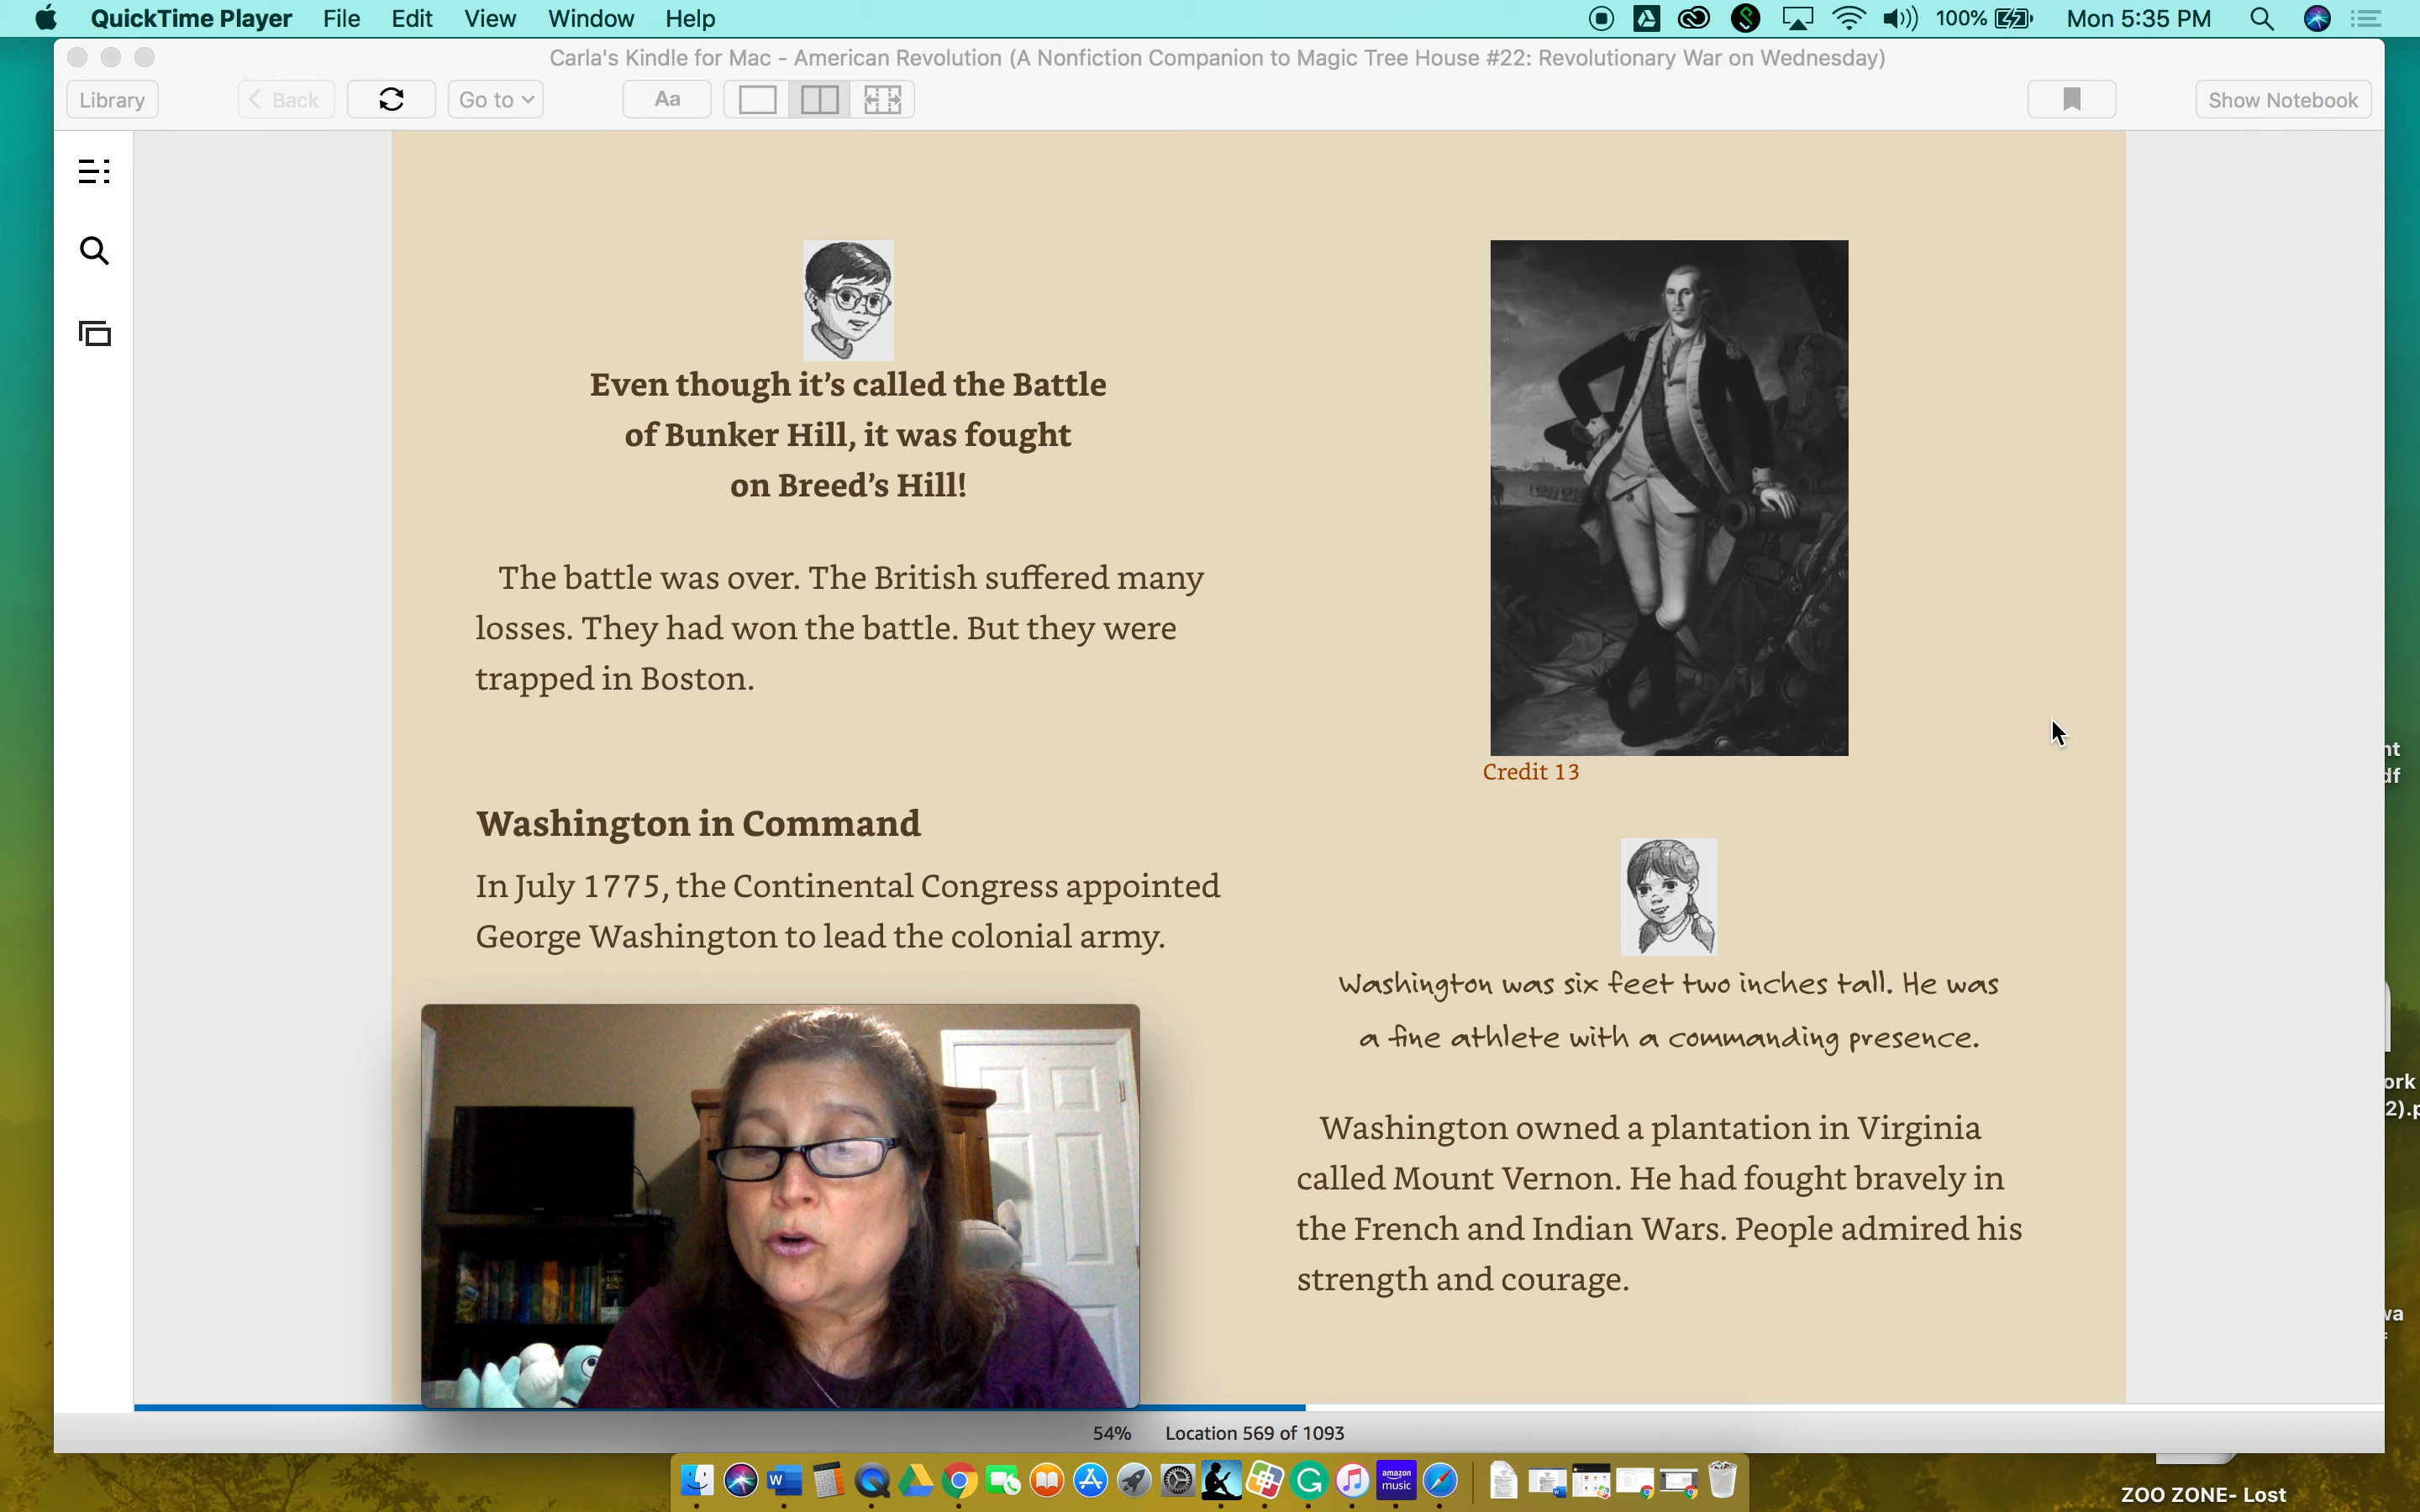 QuickTime Player File Edit View Window Help 100% Mon 5:35 PM
Carla's Kindle for Mac - American Revolution (A Nonfiction Companion to Magic Tree House #22: Revolutionary War on Wednesday)
Library Back Go to Aa Show Notebook
Even though it’s called the Battle
of Bunker Hill, it was fought
on Breed’s Hill!
The battle was over. The British suffered many
losses. They had won the battle. But they were
trapped in Boston.
Washington in Command
In July 1775, the Continental Congress appointed
George Washington to lead the colonial army.
Credit 13
Washington was six feet two inches tall. He was
a fine athlete with a commanding presence.
Washington owned a plantation in Virginia
called Mount Vernon. He had fought bravely in
the French and Indian Wars. People admired his
strength and courage.
54% Location 569 of 1093
amazon
music
ZOO ZONE- Lost